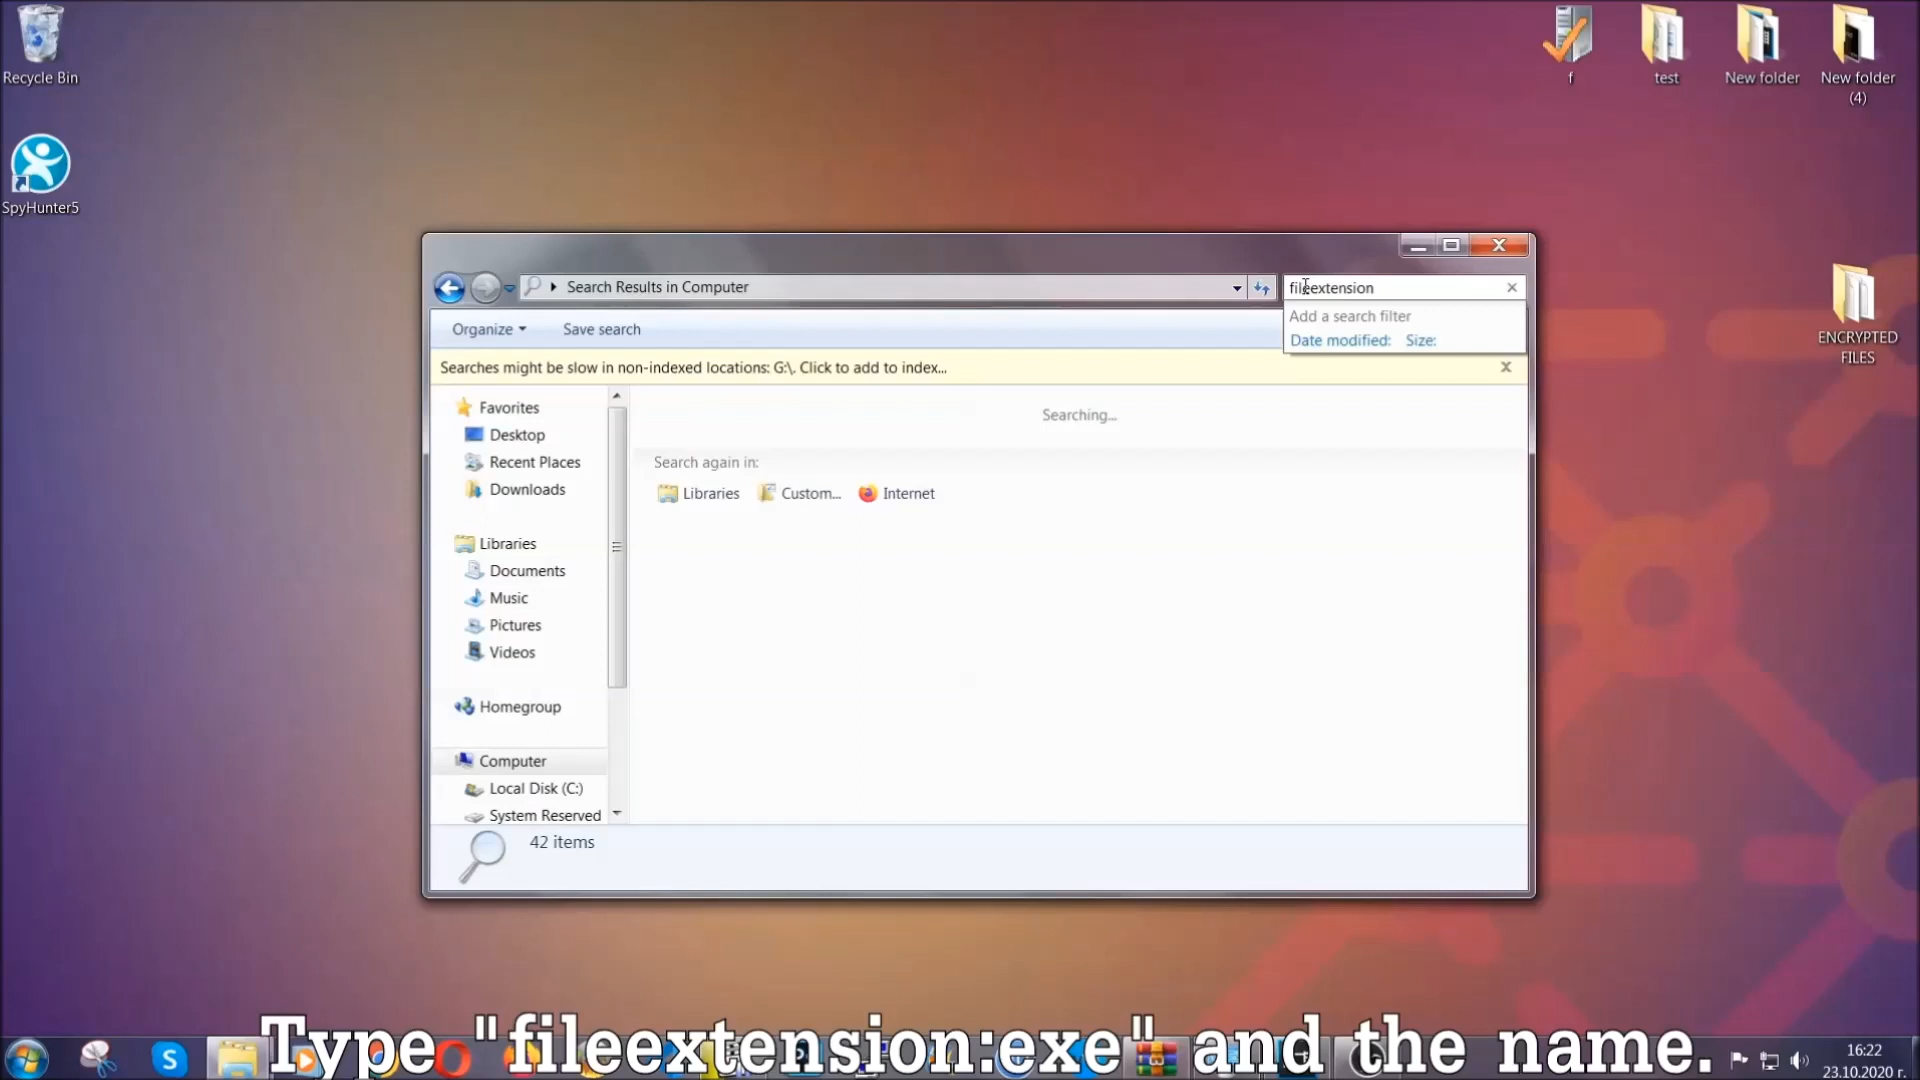 Recycle Bin
SpyHunter5
f
test
New folder
New folder
(4)
ENCRYPTED
FILES
Search Results in Computer
fileextension
Add a search filter
Date modified: Size:
Organize
Save search
Searches might be slow in non-indexed locations: G:\. Click to add to index...
Favorites
Desktop
Recent Places
Downloads
Libraries
Documents
Music
Pictures
Videos
Homegroup
Computer
Local Disk (C:)
System Reserved
Searching...
Search again in:
Libraries Custom... Internet
42 items
Type "fileextension:exe" and the name.
16:22
23.10.2020 г.